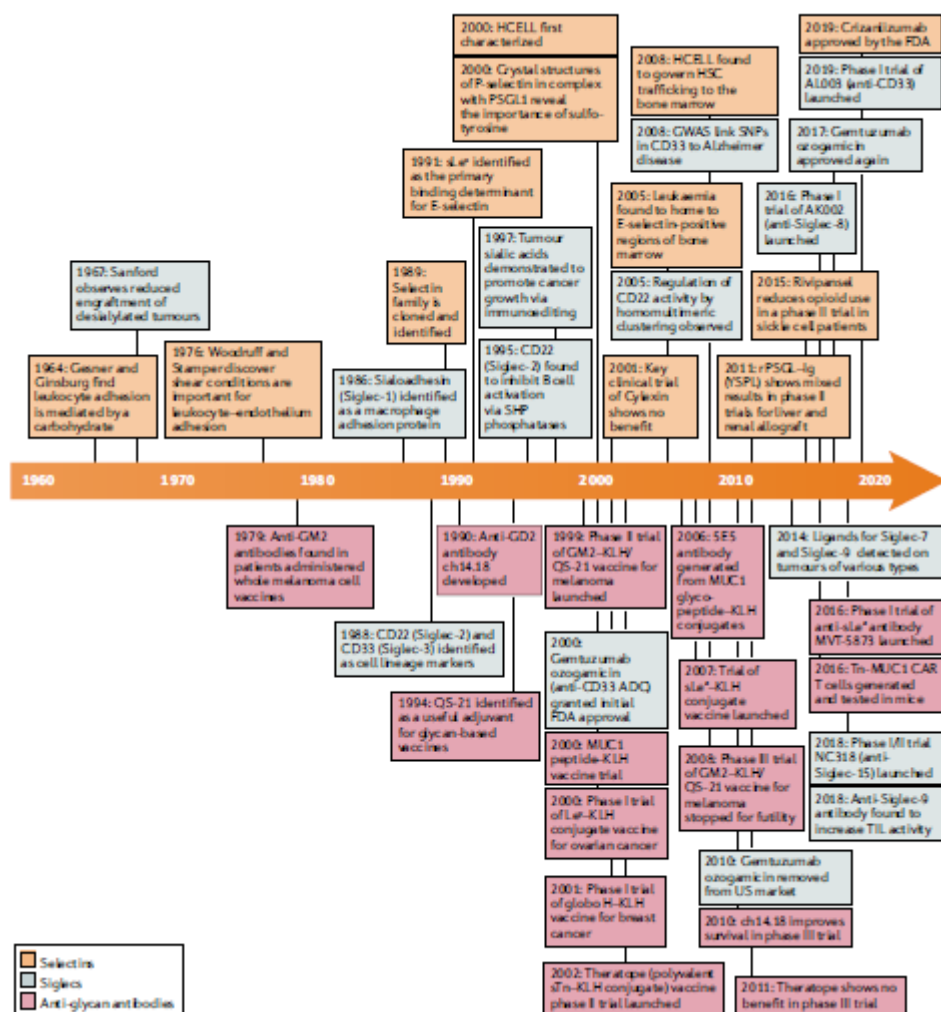 2000: HCELL first
characterized
2000: Crystal structures
of P-selectin in complex
with PSGL1 reveal
the importance of sulfo-
tyrosine
2008: HCELL found
to govern HSC
trafficking to the
bone marrow
2008: GWAS link SNPs
in CD33 to Alzheimer
disease
2019: Crizanlizumab
approved by the FDA
2019: Phase I trial of
AL003 (anti-CD33)
launched
2017: Gemtuzumab
ozogamicin
approved again
1991: sLeˣ identified
as the primary
binding determinant
for E-selectin
2005: Leukaemia
found to home to
E-selectin-positive
regions of bone
marrow
2016: Phase I
trial of AK002
(anti-Siglec-8)
launched
1997: Tumour
sialic acids
demonstrated to
promote cancer
growth via
immunoediting
1967: Sanford
observes reduced
engraftment of
desialylated tumours
1989:
Selectin
family is
cloned and
identified
2005: Regulation of
CD22 activity by
homomultimeric
clustering observed
2015: Rivipansel
reduces opioid use
in a phase II trial in
sickle cell patients
1964: Gesner and
Ginsburg find
leukocyte adhesion
is mediated by a
carbohydrate
1976: Woodruff and
Stamper discover
shear conditions are
important for
leukocyte–endothelium
adhesion
1986: Sialoadhesin
(Siglec-1) identified
as a macrophage
adhesion protein
1995: CD22
(Siglec-2) found
to inhibit B cell
activation
via SHP
phosphatases
2001: Key
clinical trial
of Cylexin
shows no
benefit
2011: rPSGL-Ig
(YSPL) shows mixed
results in phase II
trials for liver and
renal allograft
1960 1970 1980 1990 2000 2010 2020
1979: Anti-GM2
antibodies found in
patients administered
whole melanoma cell
vaccines
1990: Anti-GD2
antibody
ch14.18
developed
1999: Phase II trial
of GM2–KLH/
QS-21 vaccine for
melanoma
launched
2006: 5E5
antibody
generated
from MUC1
glyco-
peptide–KLH
conjugates
2014: Ligands for Siglec-7
and Siglec-9 detected on
tumours of various types
1988: CD22 (Siglec-2) and
CD33 (Siglec-3) identified
as cell lineage markers
2000:
Gemtuzumab
ozogamicin
(anti-CD33 ADC)
granted initial
FDA approval
2016: Phase I trial of
anti-sLeᵃ antibody
MVT-5873 launched
2007: Trial of
sLeᵃ–KLH
conjugate
vaccine launched
2016: Tn-MUC1 CAR
T cells generated
and tested in mice
1994: QS-21 identified
as a useful adjuvant
for glycan-based
vaccines
2000: MUC1
peptide–KLH
vaccine trial
2008: Phase III trial
of GM2–KLH/
QS-21 vaccine for
melanoma
stopped for futility
2018: Phase I/II trial
NC318 (anti-
Siglec-15) launched
2000: Phase I trial
of Leʸ–KLH
conjugate vaccine
for ovarian cancer
2018: Anti-Siglec-9
antibody found to
increase TIL activity
2010: Gemtuzumab
ozogamicin removed
from US market
2001: Phase I trial
of globo H–KLH
vaccine for breast
cancer
2010: ch14.18 improves
survival in phase III trial
2002: Theratope (polyvalent
sTn–KLH conjugate) vaccine
phase II trial launched
2011: Theratope shows no
benefit in phase III trial
Selectins
Siglecs
Anti-glycan antibodies